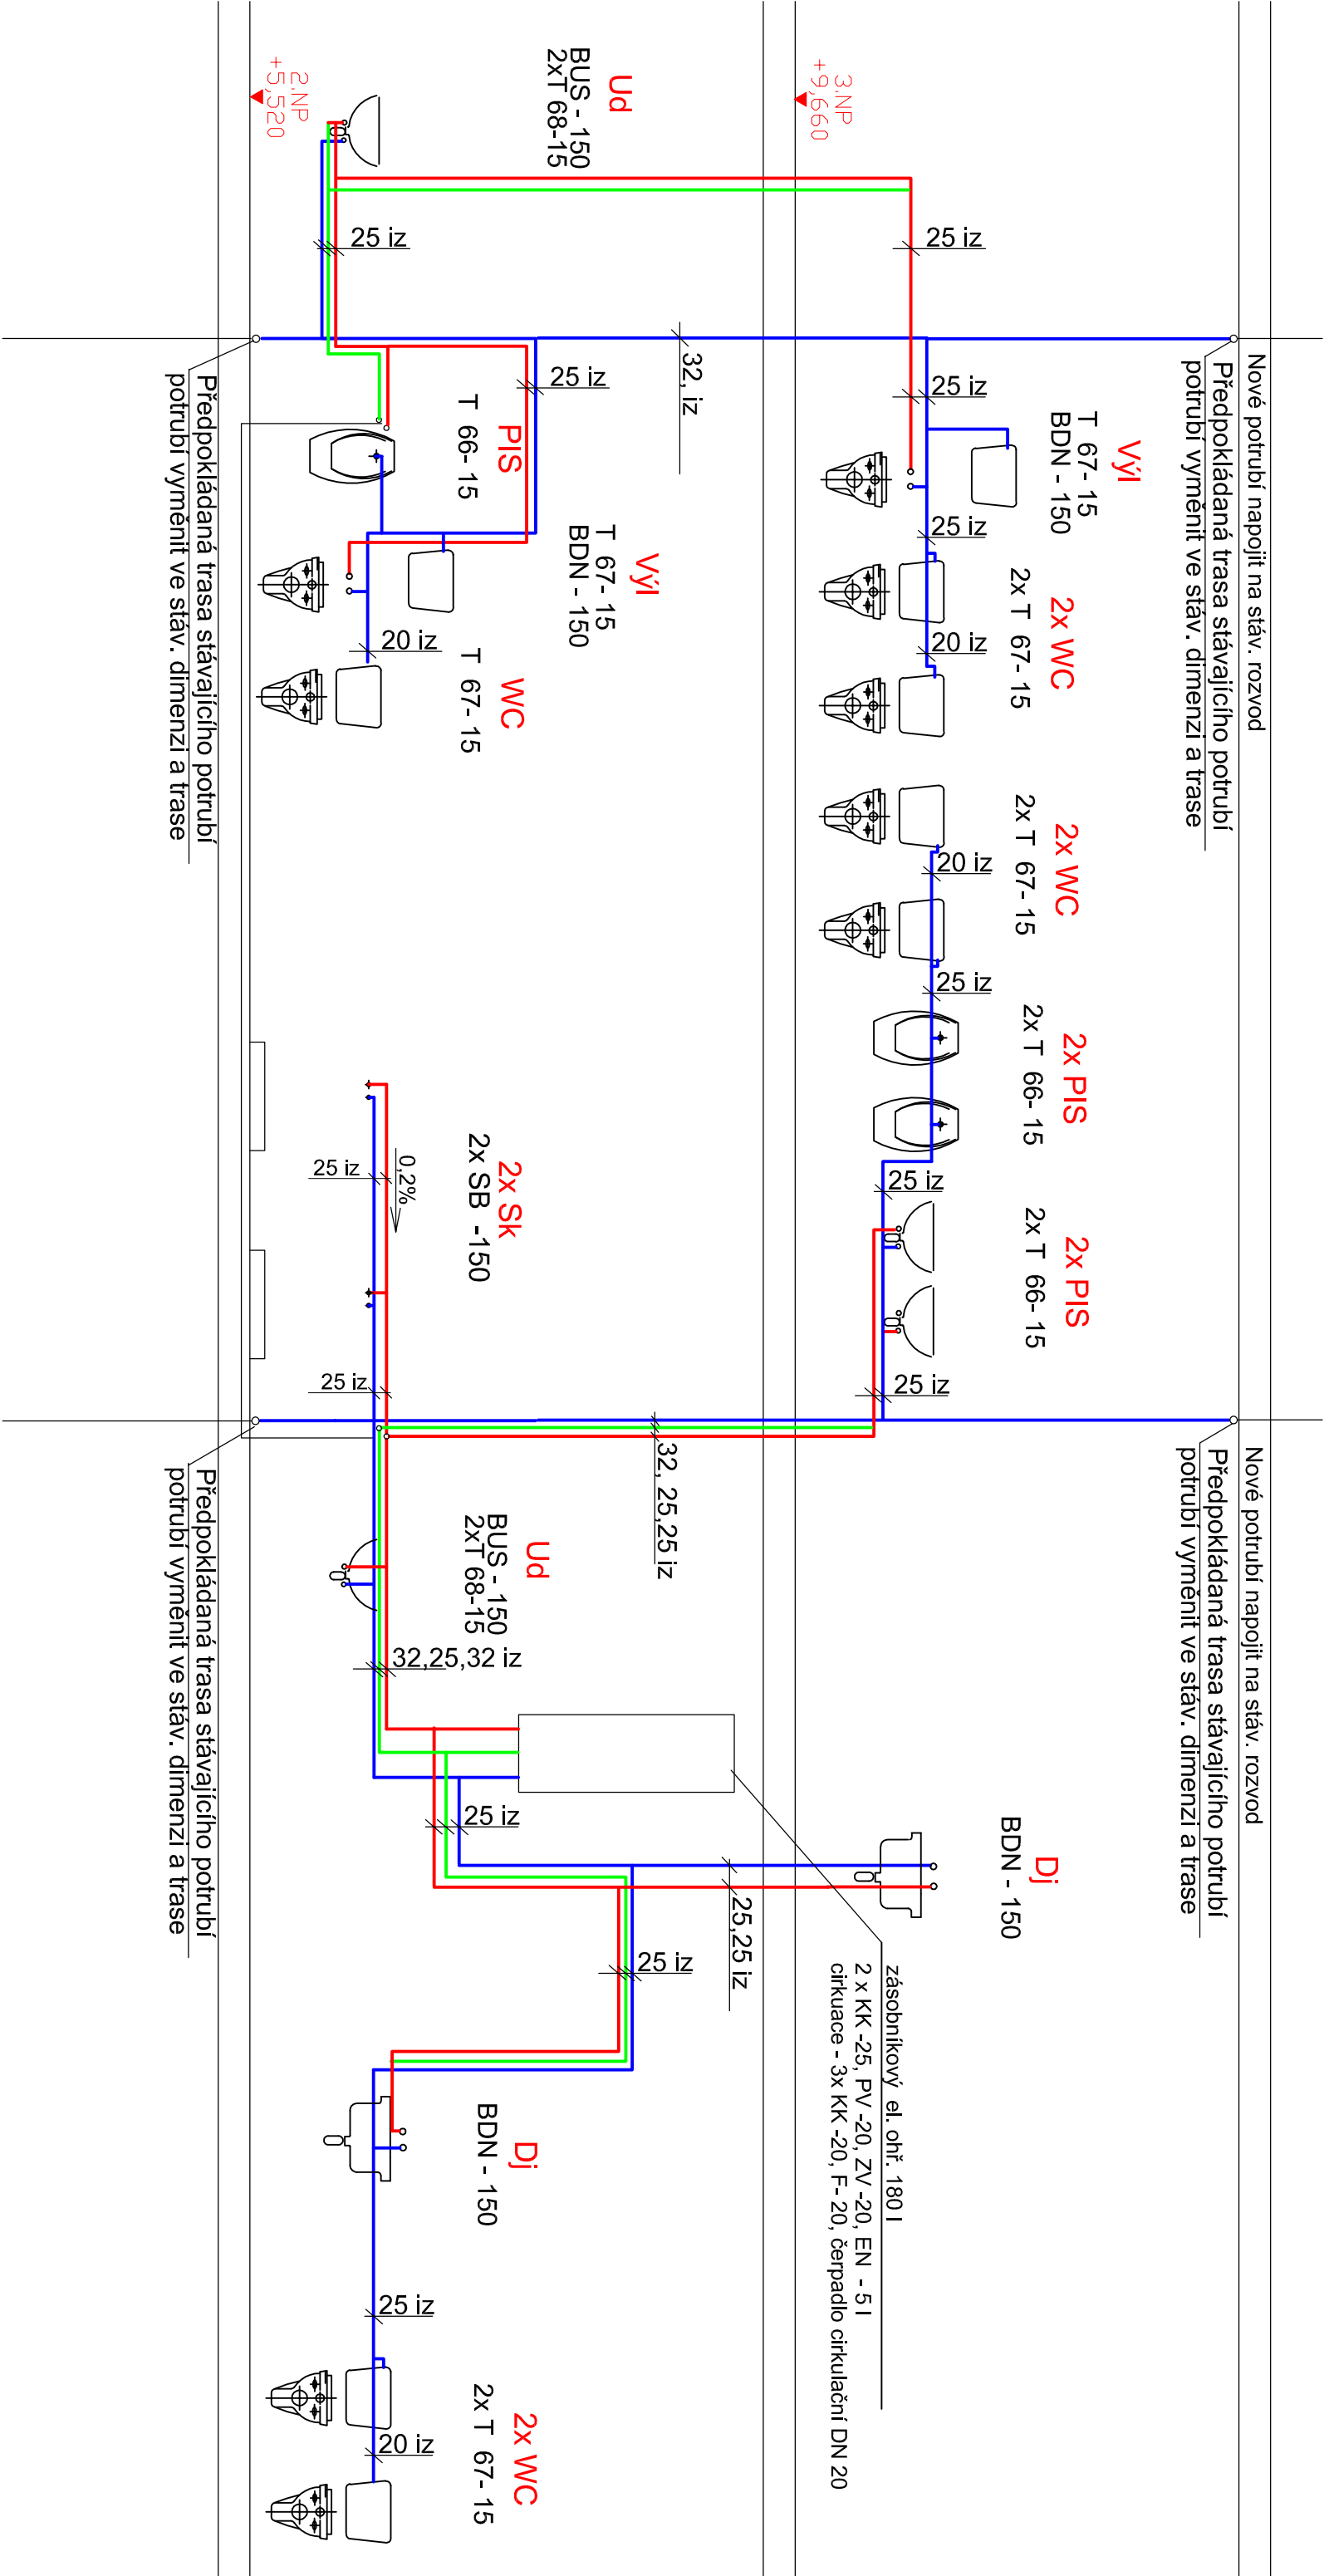 Nové potrubí napojit na stáv. rozvod
Předpokládaná trasa stávajícího potrubí
potrubí vyměnit ve stáv. dimenzi a trase
Nové potrubí napojit na stáv. rozvod
Předpokládaná trasa stávajícího potrubí
potrubí vyměnit ve stáv. dimenzi a trase
Výl
T 67- 15
BDN - 150
2x WC
2x T 67- 15
2x WC
2x T 67- 15
2x PIS
2x T 66- 15
2x PIS
2x T 66- 15
Dj
BDN - 150
25 iz
25 iz
25 iz
20 iz
20 iz
25 iz
25 iz
25 iz
3.NP
+9,660
zásobníkový el. ohř. 180 l
2 x KK -25, PV -20, ZV -20, EN - 5 l
cirkuace - 3x KK -20, F- 20, čerpadlo cirkulační DN 20
32, iz
32, 25,25 iz
25,25 iz
Ud
BUS - 150
2xT 68-15
Výl
T 67- 15
BDN - 150
25 iz
25 iz
PIS
T 66- 15
WC
T 67- 15
2x Sk
2x SB -150
Ud
BUS - 150
2xT 68-15
25 iz
Dj
BDN - 150
2x WC
2x T 67- 15
25 iz
20 iz
0,2%
25 iz
25 iz
32,25,32 iz
25 iz
20 iz
2.NP
+5,520
Předpokládaná trasa stávajícího potrubí
potrubí vyměnit ve stáv. dimenzi a trase
Předpokládaná trasa stávajícího potrubí
potrubí vyměnit ve stáv. dimenzi a trase